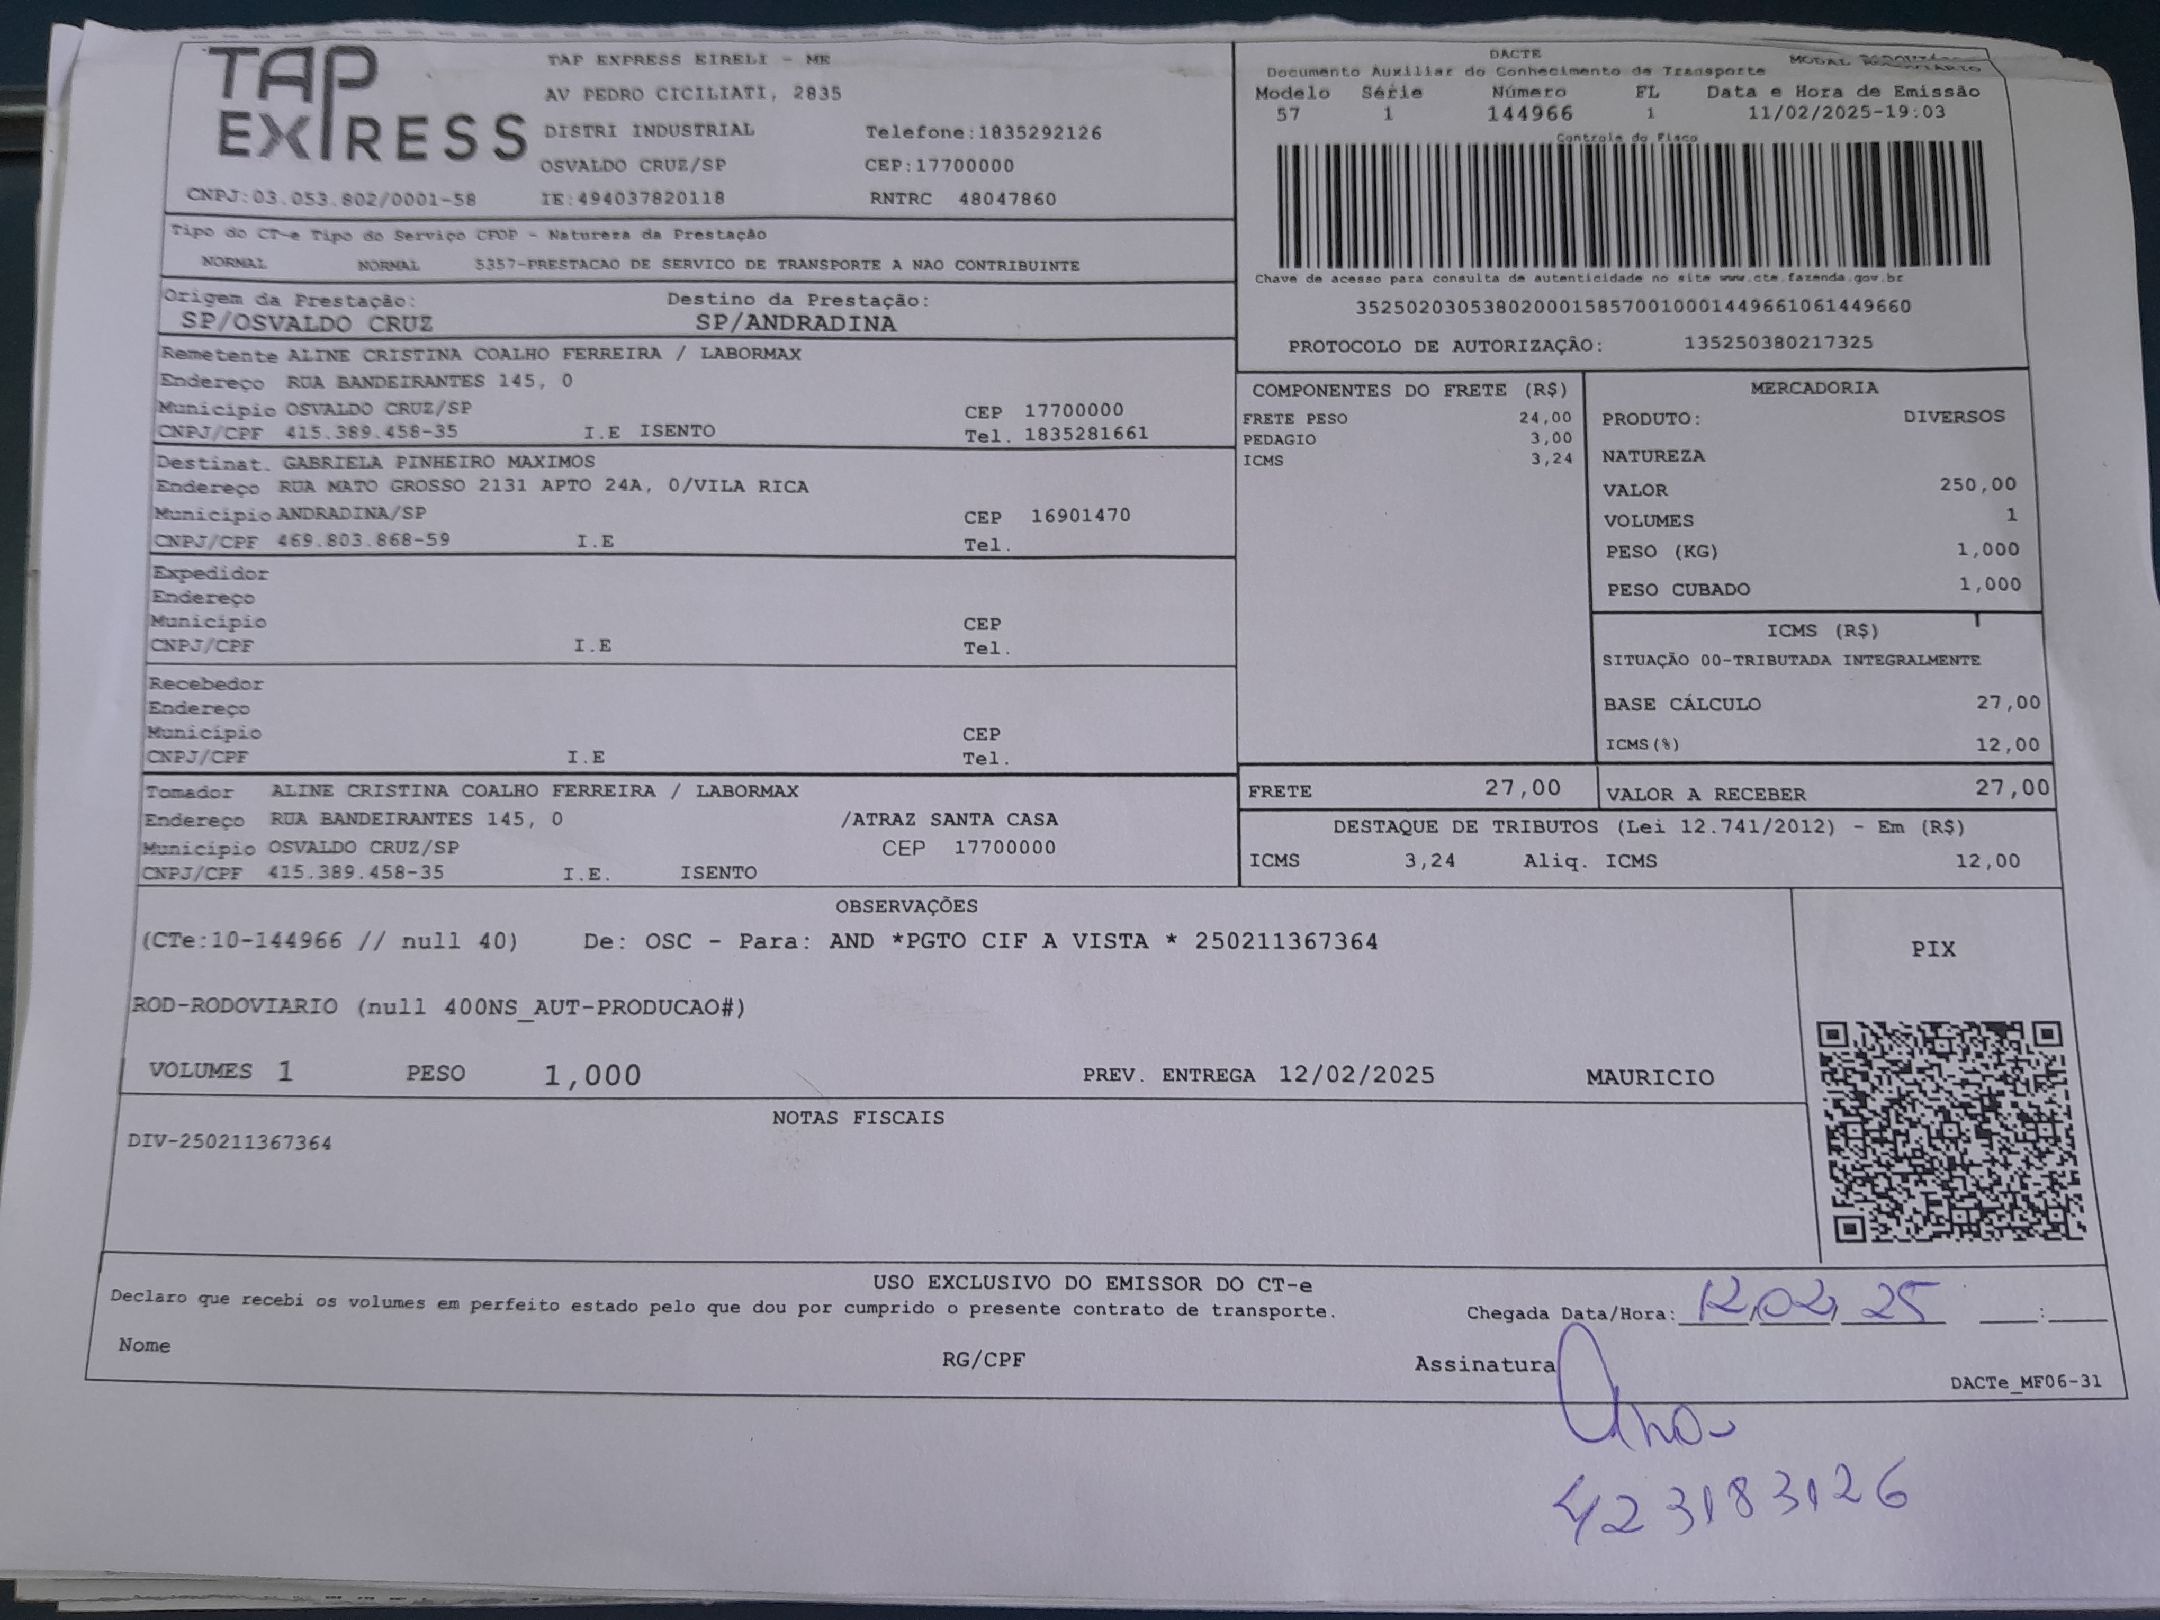 TAP EXPRESS
TAP EXPRESS EIRELI - ME
AV PEDRO CICILIATI, 2835
DISTRI INDUSTRIAL Telefone:1835292126
OSVALDO CRUZ/SP CEP:17700000
CNPJ:03.053.802/0001-58 IE:494037820118 RNTRC 48047860
DACTE
Documento Auxiliar do Conhecimento de Transporte MODAL RODOVIÁRIO
Modelo Série Número FL Data e Hora de Emissão
57 1 144966 1 11/02/2025-19:03
Controle do Fisco
Chave de acesso para consulta de autenticidade no site www.cte.fazenda.gov.br
35250203053802000158570010001449661061449660
PROTOCOLO DE AUTORIZAÇÃO: 135250380217325
Tipo do CT-e Tipo do Serviço CFOP - Natureza da Prestação
NORMAL NORMAL 5357-PRESTACAO DE SERVICO DE TRANSPORTE A NAO CONTRIBUINTE
Origem da Prestação: Destino da Prestação:
SP/OSVALDO CRUZ SP/ANDRADINA
Remetente ALINE CRISTINA COALHO FERREIRA / LABORMAX
Endereço RUA BANDEIRANTES 145, 0
Município OSVALDO CRUZ/SP CEP 17700000
CNPJ/CPF 415.389.458-35 I.E ISENTO Tel. 1835281661
Destinat. GABRIELA PINHEIRO MAXIMOS
Endereço RUA MATO GROSSO 2131 APTO 24A, 0/VILA RICA
Município ANDRADINA/SP CEP 16901470
CNPJ/CPF 469.803.868-59 I.E Tel.
Expedidor
Endereço
Município CEP
CNPJ/CPF I.E Tel.
Recebedor
Endereço
Município CEP
CNPJ/CPF I.E Tel.
Tomador ALINE CRISTINA COALHO FERREIRA / LABORMAX
Endereço RUA BANDEIRANTES 145, 0 /ATRAZ SANTA CASA
Município OSVALDO CRUZ/SP CEP 17700000
CNPJ/CPF 415.389.458-35 I.E. ISENTO
COMPONENTES DO FRETE (R$)
FRETE PESO 24,00
PEDAGIO 3,00
ICMS 3,24
MERCADORIA
PRODUTO: DIVERSOS
NATUREZA
VALOR 250,00
VOLUMES 1
PESO (KG) 1,000
PESO CUBADO 1,000
ICMS (R$)
SITUAÇÃO 00-TRIBUTADA INTEGRALMENTE
BASE CÁLCULO 27,00
ICMS(%) 12,00
FRETE 27,00 VALOR A RECEBER 27,00
DESTAQUE DE TRIBUTOS (Lei 12.741/2012) - Em (R$)
ICMS 3,24 Aliq. ICMS 12,00
OBSERVAÇÕES
(CTe:10-144966 // null 40) De: OSC - Para: AND *PGTO CIF A VISTA * 250211367364
ROD-RODOVIARIO (null 400NS_AUT-PRODUCAO#)
VOLUMES 1 PESO 1,000 PREV. ENTREGA 12/02/2025 MAURICIO
PIX
NOTAS FISCAIS
DIV-250211367364
USO EXCLUSIVO DO EMISSOR DO CT-e
Declaro que recebi os volumes em perfeito estado pelo que dou por cumprido o presente contrato de transporte. Chegada Data/Hora: 12/02/25 :
Nome RG/CPF Assinatura
DACTe_MF06-31
423183126